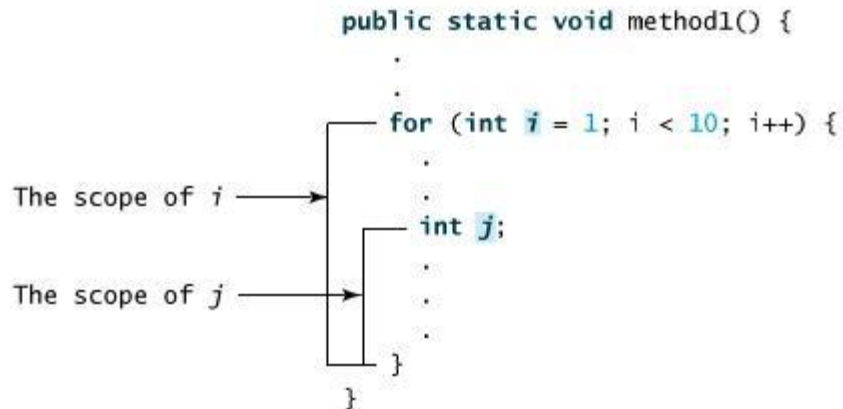 public static void method1() {
.
.
for (int i = 1; i < 10; i++) {
.
The scope of i
.
int j;
.
The scope of j
.
.
}
}